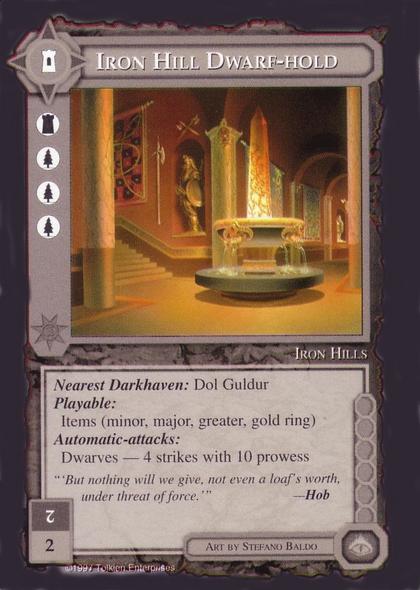 Iron Hill Dwarf-hold
Iron Hills
Nearest Darkhaven: Dol Guldur
Playable:
Items (minor, major, greater, gold ring)
Automatic-attacks:
Dwarves — 4 strikes with 10 prowess
“‘But nothing will we give, not even a loaf’s worth,
under threat of force.’”  —Hob
2
2
Art by Stefano Baldo
©1997 Tolkien Enterprises